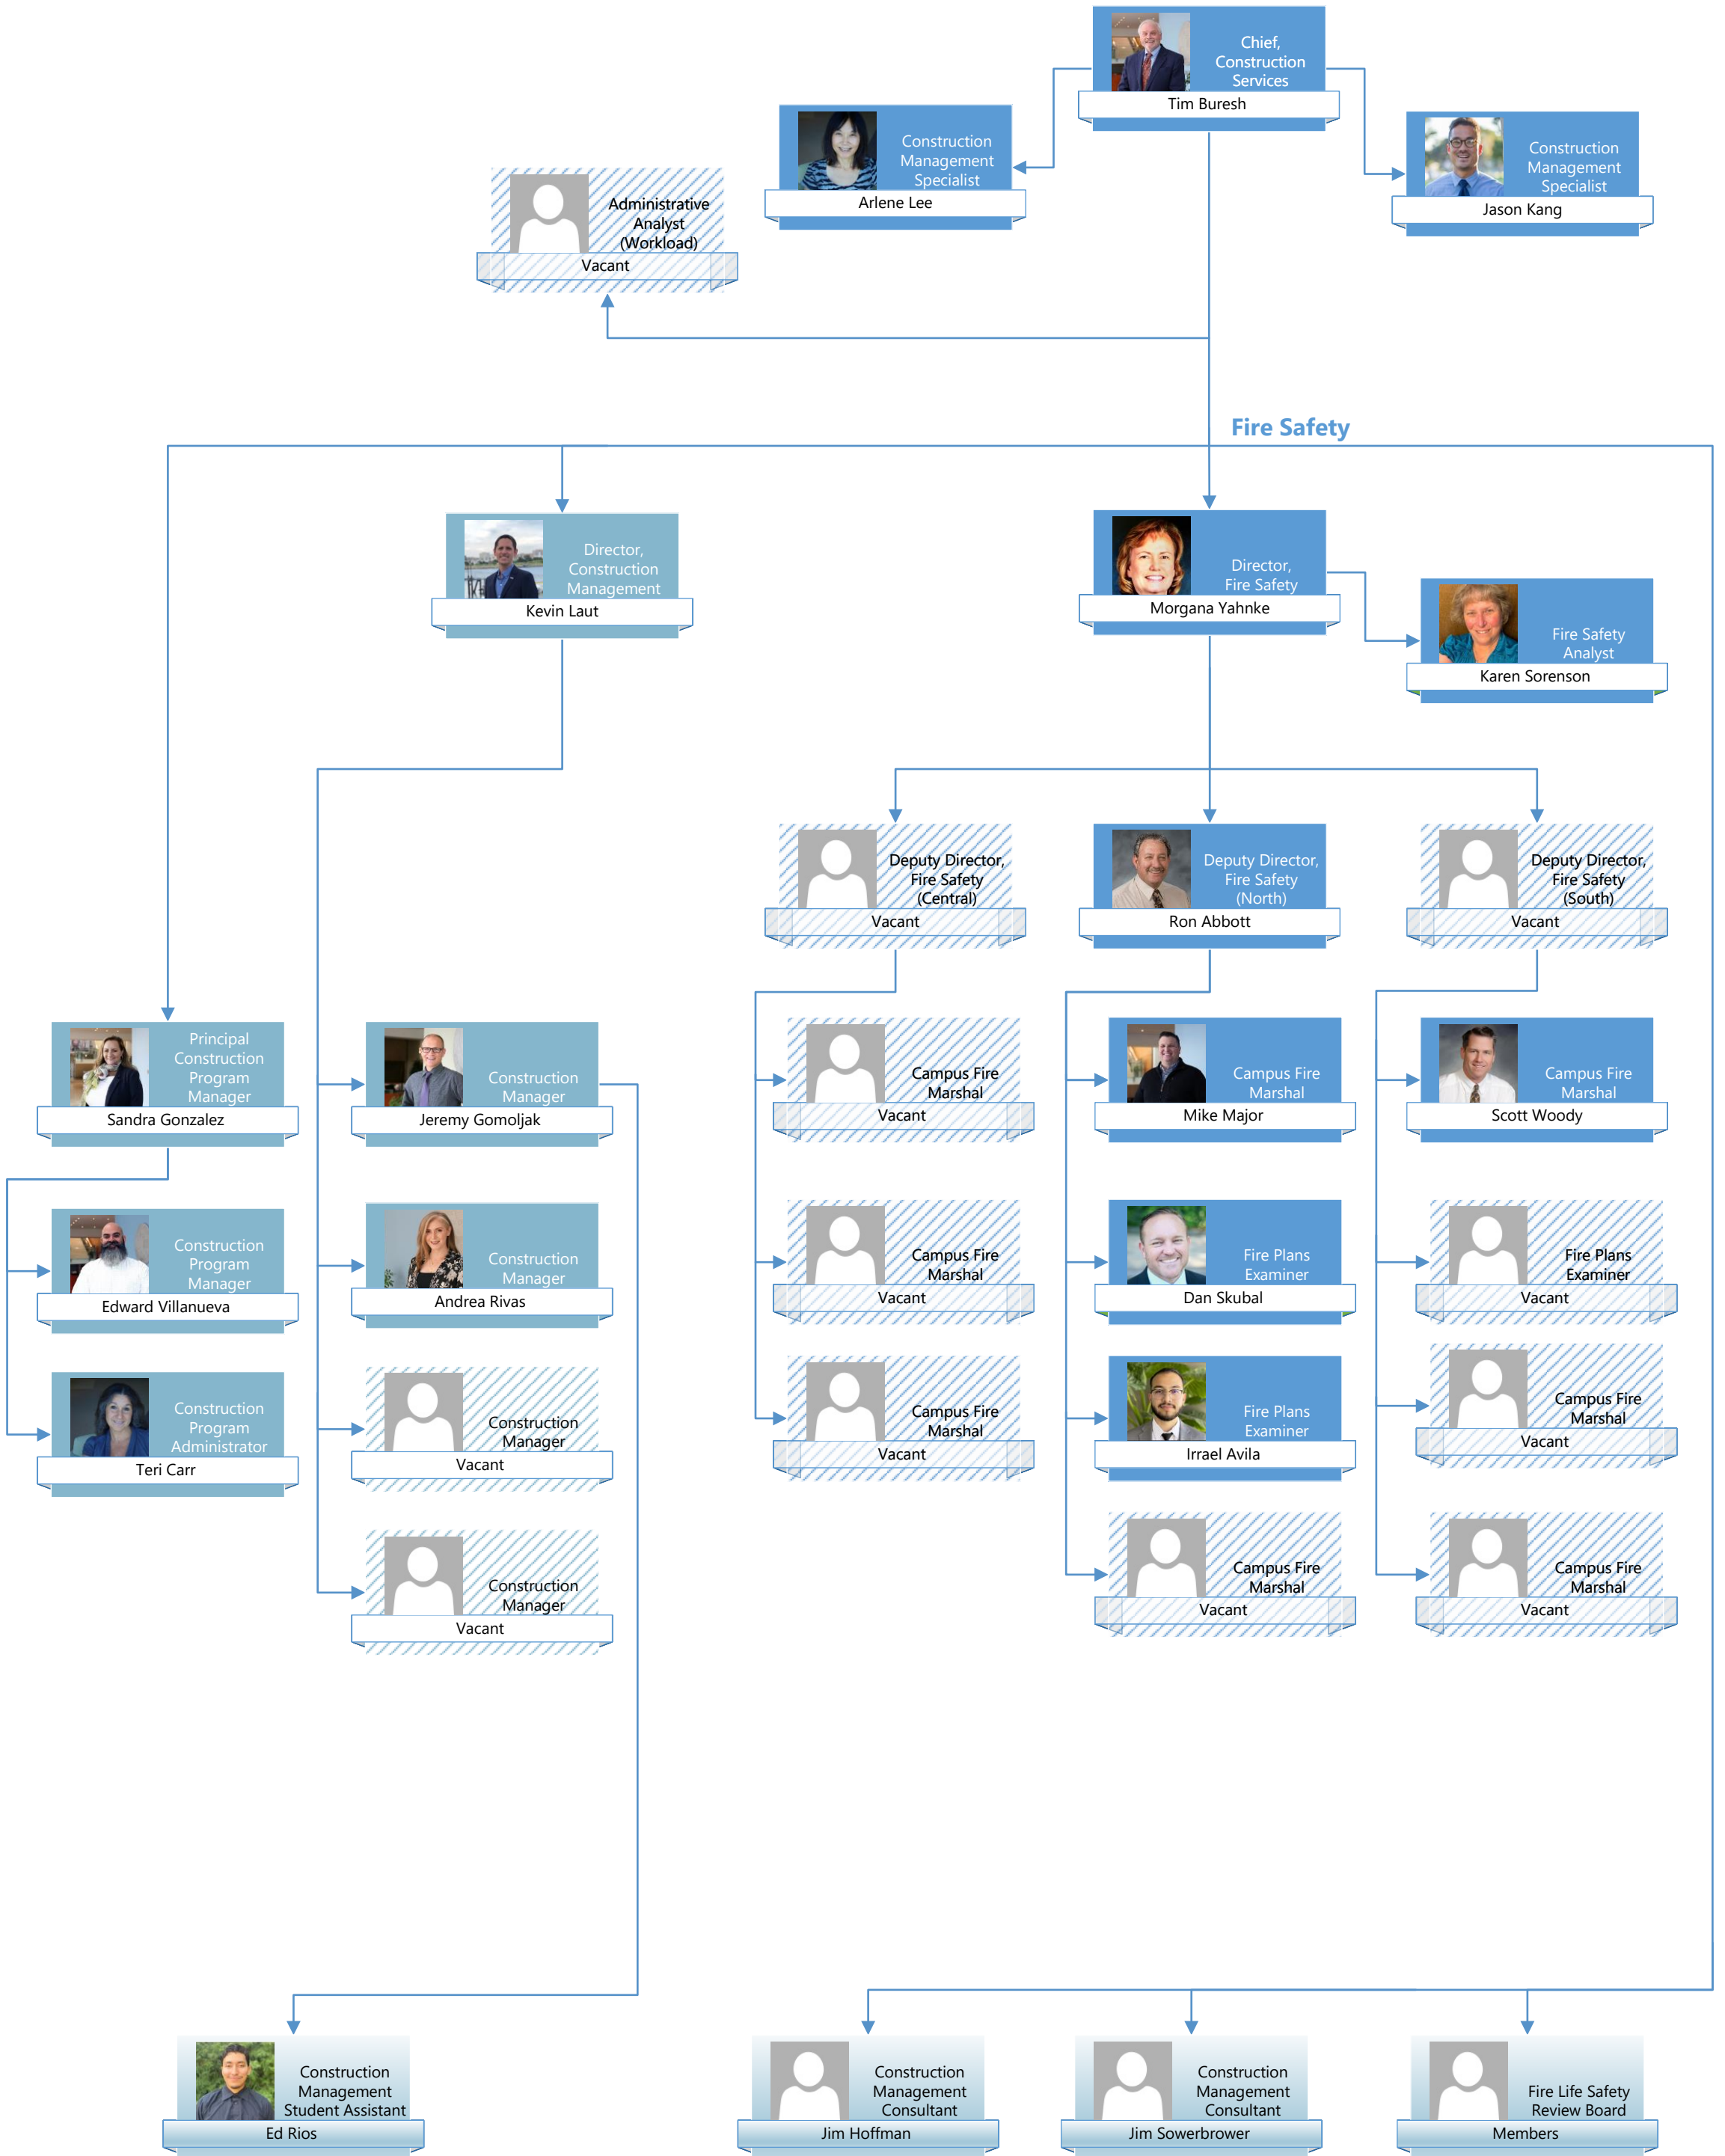 Chief,
Construction
Services
Tim Buresh
Construction
Management
Specialist
Arlene Lee
Construction
Management
Specialist
Jason Kang
Administrative
Analyst
(Workload)
Vacant
Fire Safety
Director,
Construction
Management
Kevin Laut
Director,
Fire Safety
Morgana Yahnke
Fire Safety
Analyst
Karen Sorenson
Deputy Director,
Fire Safety
(Central)
Vacant
Deputy Director,
Fire Safety
(North)
Ron Abbott
Deputy Director,
Fire Safety
(South)
Vacant
Principal
Construction
Program
Manager
Sandra Gonzalez
Construction
Manager
Jeremy Gomoljak
Campus Fire
Marshal
Vacant
Campus Fire
Marshal
Mike Major
Campus Fire
Marshal
Scott Woody
Construction
Program
Manager
Edward Villanueva
Construction
Manager
Andrea Rivas
Campus Fire
Marshal
Vacant
Fire Plans
Examiner
Dan Skubal
Fire Plans
Examiner
Vacant
Construction
Program
Administrator
Teri Carr
Construction
Manager
Vacant
Campus Fire
Marshal
Vacant
Fire Plans
Examiner
Irrael Avila
Campus Fire
Marshal
Vacant
Construction
Manager
Vacant
Campus Fire
Marshal
Vacant
Campus Fire
Marshal
Vacant
Construction
Management
Student Assistant
Ed Rios
Construction
Management
Consultant
Jim Hoffman
Construction
Management
Consultant
Jim Sowerbrower
Fire Life Safety
Review Board
Members